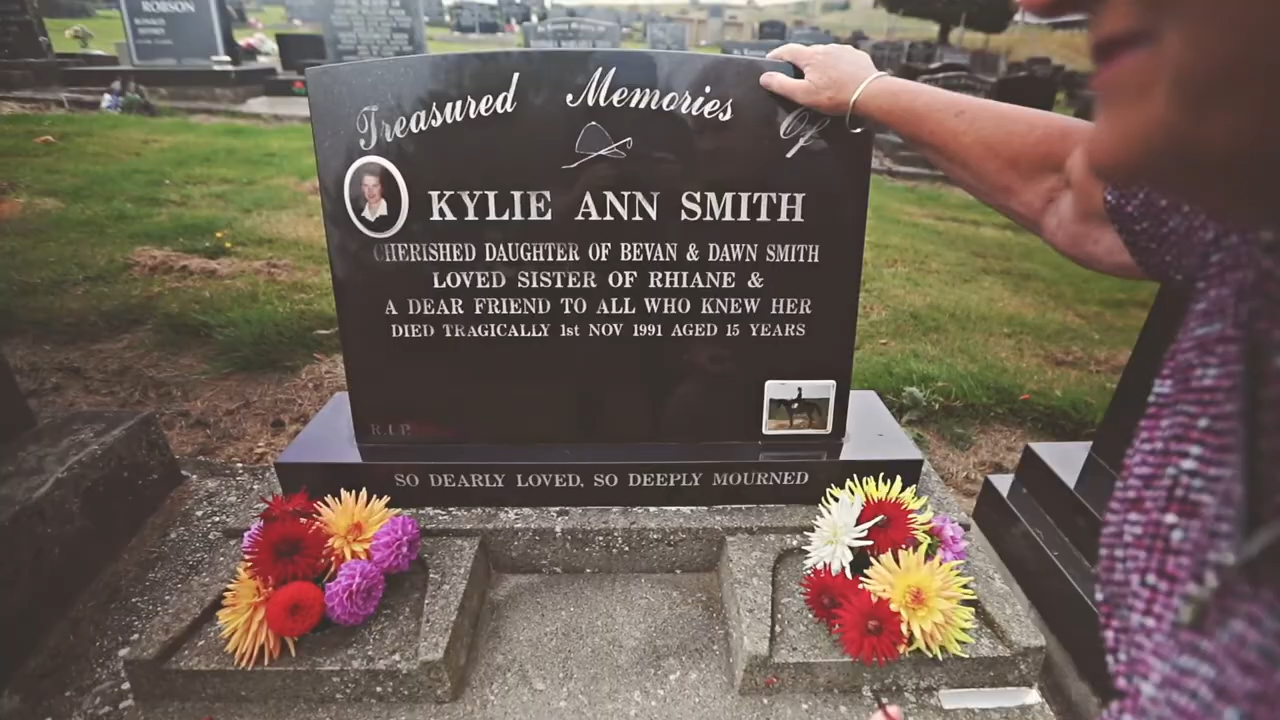 ROBSON
Treasured Memories Of
KYLIE ANN SMITH
CHERISHED DAUGHTER OF BEVAN & DAWN SMITH
LOVED SISTER OF RHIANE &
A DEAR FRIEND TO ALL WHO KNEW HER
DIED TRAGICALLY 1st NOV 1991 AGED 15 YEARS
R.I.P.
SO DEARLY LOVED, SO DEEPLY MOURNED